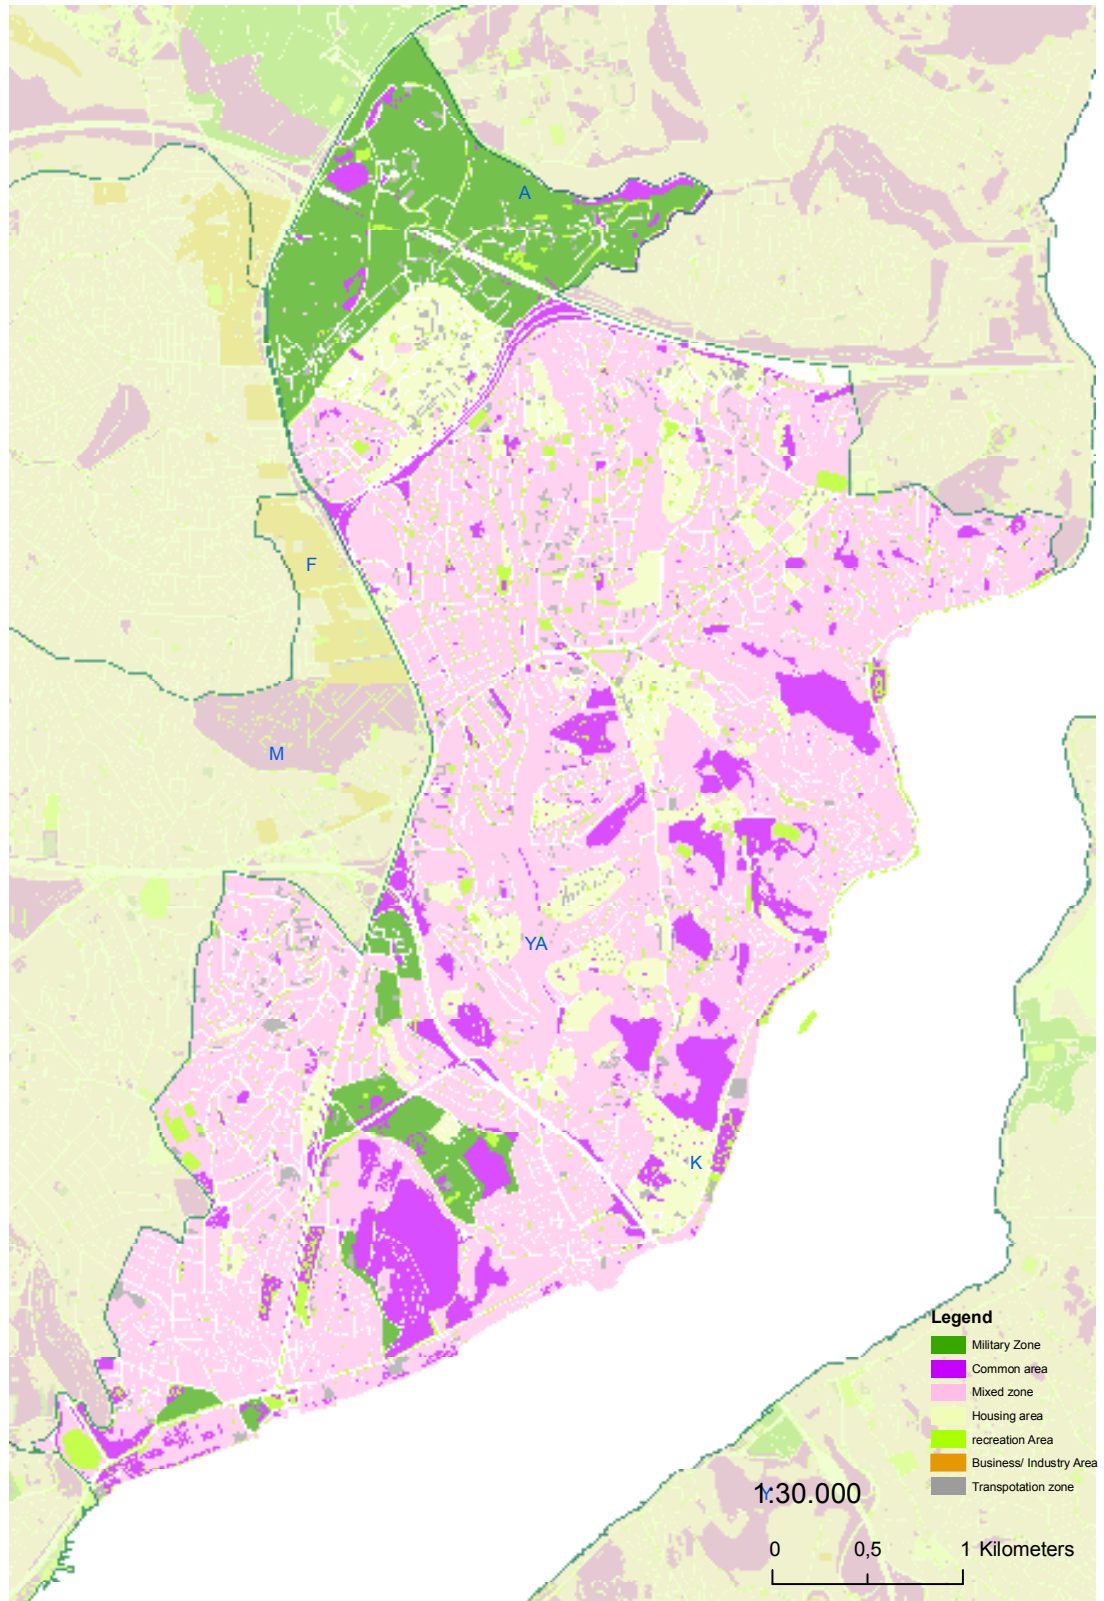 A
F
M
YA
K
Legend
Military Zone
Common area
Mixed zone
Housing area
recreation Area
Business/ Industry Area
Transpotation zone
Y
1:30.000
0 0,5 1 Kilometers